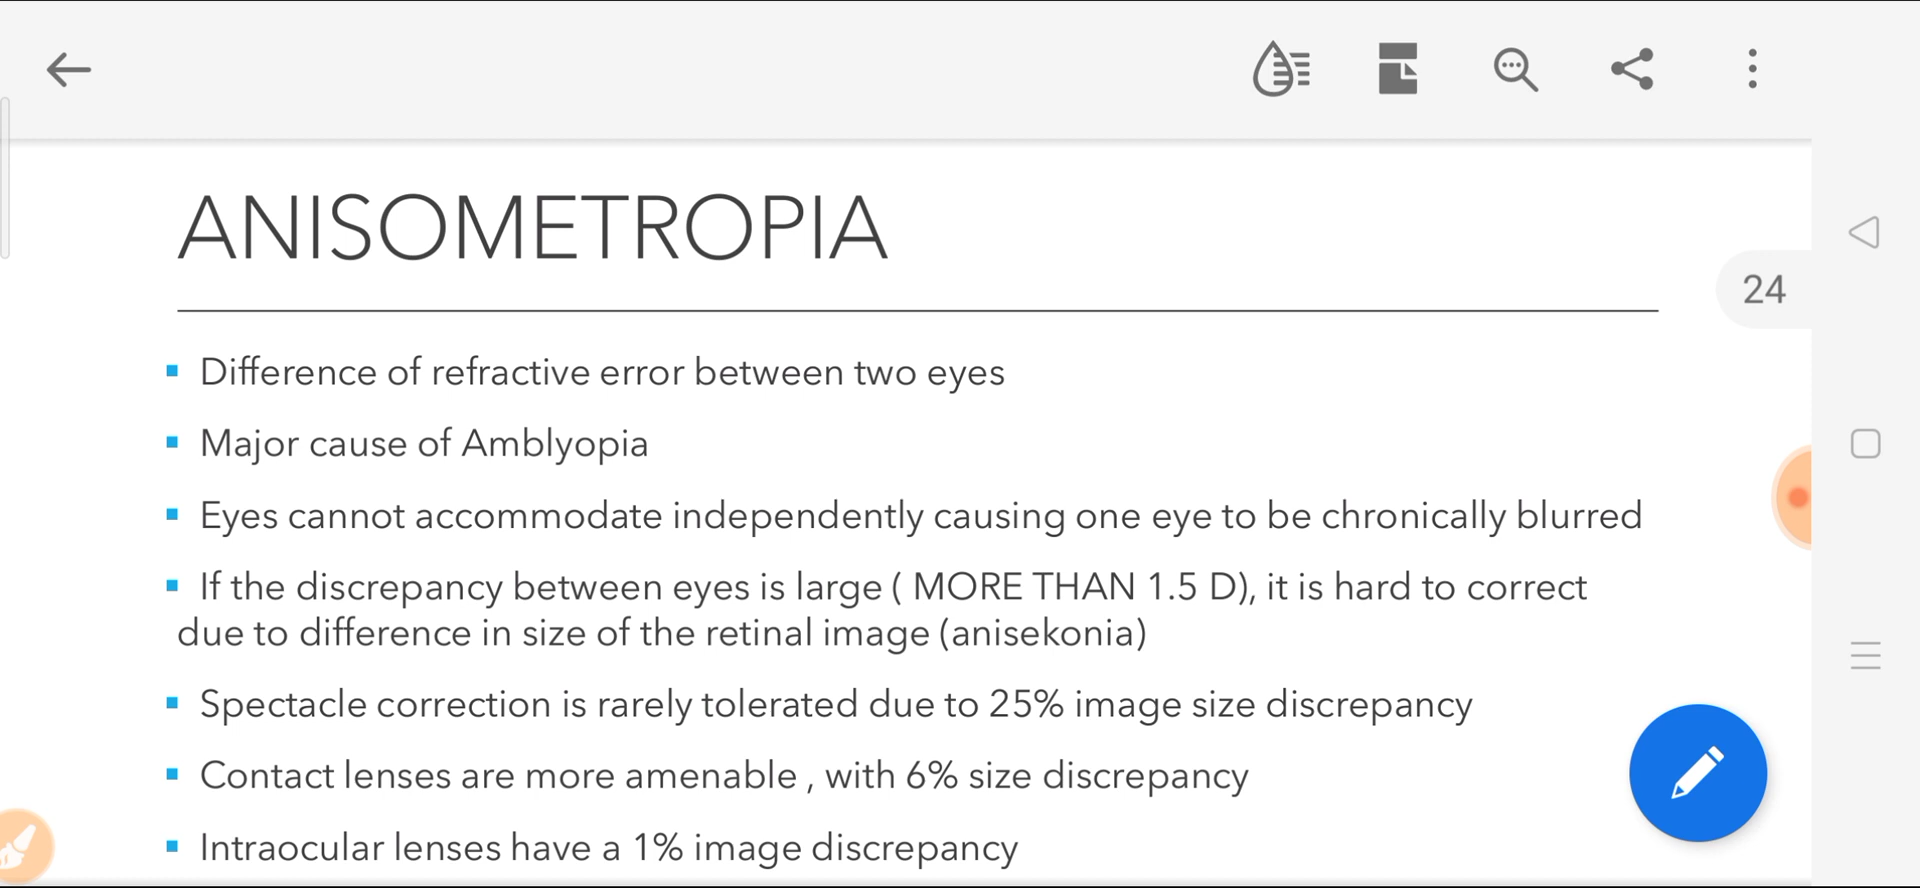 ANISOMETROPIA
24
Difference of refractive error between two eyes
Major cause of Amblyopia
Eyes cannot accommodate independently causing one eye to be chronically blurred
If the discrepancy between eyes is large ( MORE THAN 1.5 D), it is hard to correct
due to difference in size of the retinal image (anisekonia)
Spectacle correction is rarely tolerated due to 25% image size discrepancy
Contact lenses are more amenable , with 6% size discrepancy
Intraocular lenses have a 1% image discrepancy